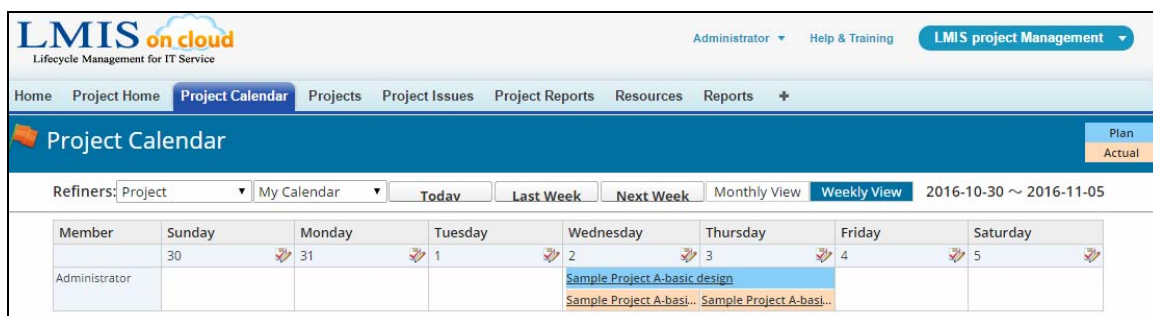 LMIS on cloud
Lifecycle Management for IT Service
Administrator Help & Training LMIS project Management
Home Project Home Project Calendar Projects Project Issues Project Reports Resources Reports +
Project Calendar
Plan
Actual
Refiners: Project My Calendar Today Last Week Next Week Monthly View Weekly View 2016-10-30 ~ 2016-11-05
Member Sunday Monday Tuesday Wednesday Thursday Friday Saturday
30 31 1 2 3 4 5
Administrator Sample Project A-basic design
Sample Project A-basi... Sample Project A-basi...